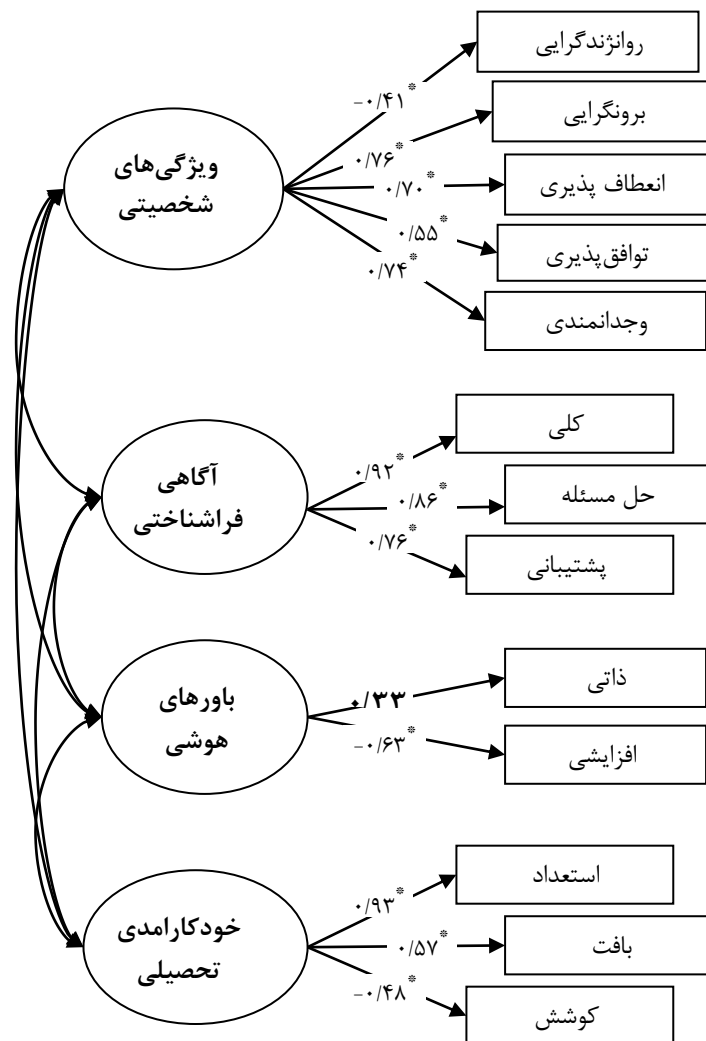 روانژندگرایی
-۰/۴۱*
برونگرایی
ویژگی‌های
شخصیتی
۰/۷۶*
۰/۷۰*
انعطاف پذیری
۰/۵۵*
توافق‌پذیری
۰/۷۴*
وجدانمندی
کلی
آگاهی
فراشناختی
۰/۹۲*
۰/۸۶*
حل مسئله
۰/۷۶*
پشتیبانی
باورهای
هوشی
۰/۳۳
ذاتی
-۰/۶۳*
افزایشی
استعداد
خودکارامدی
تحصیلی
۰/۹۳*
۰/۵۷*
بافت
-۰/۴۸*
کوشش